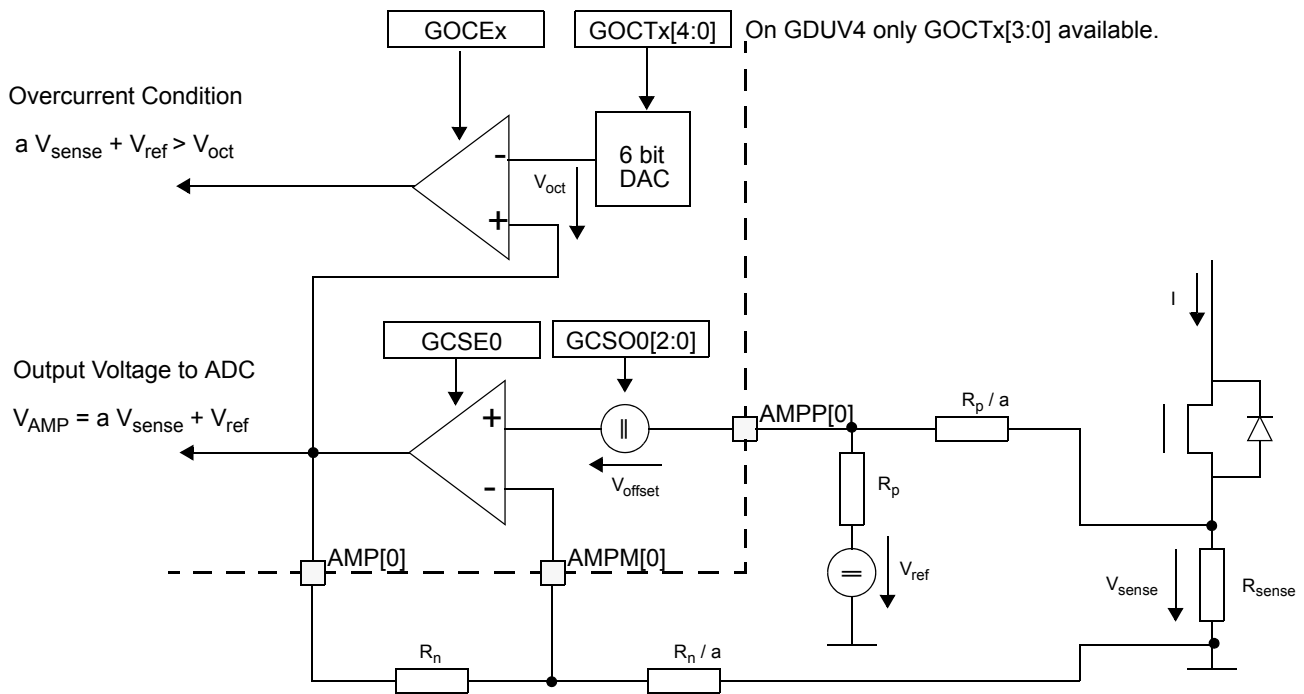 GOCEx
GOCTx[4:0]
On GDUV4 only GOCTx[3:0] available.
Overcurrent Condition
a Vsense + Vref > Voct
-
6 bit
DAC
Voct
+
I
GCSE0
GCSO0[2:0]
Output Voltage to ADC
VAMP = a Vsense + Vref
+
=
AMPP[0]
Rp / a
Voffset
-
Rp
AMP[0]
AMPM[0]
=
Vref
Vsense
Rsense
Rn
Rn / a